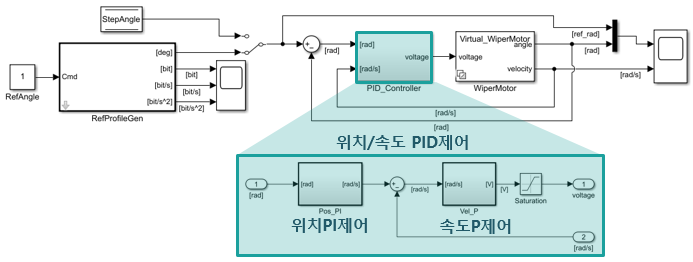 StepAngle
[deg]
[bit]
[bit/s]
[bit/s^2]
Cmd
1
RefAngle
RefProfileGen
[bit]
[bit/s]
[bit/s^2]
[rad]
[rad/s]
voltage
PID_Controller
Virtual_WiperMotor
angle
voltage
velocity
WiperMotor
[ref_rad]
[rad]
[rad/s]
[rad/s]
[rad]
위치/속도 PID제어
1
[rad]
[rad]
[rad/s]
Pos_PI
위치PI제어
[rad/s]
[rad/s]
[V]
[V]
Vel_P
속도P제어
Saturation
1
voltage
2
[rad/s]